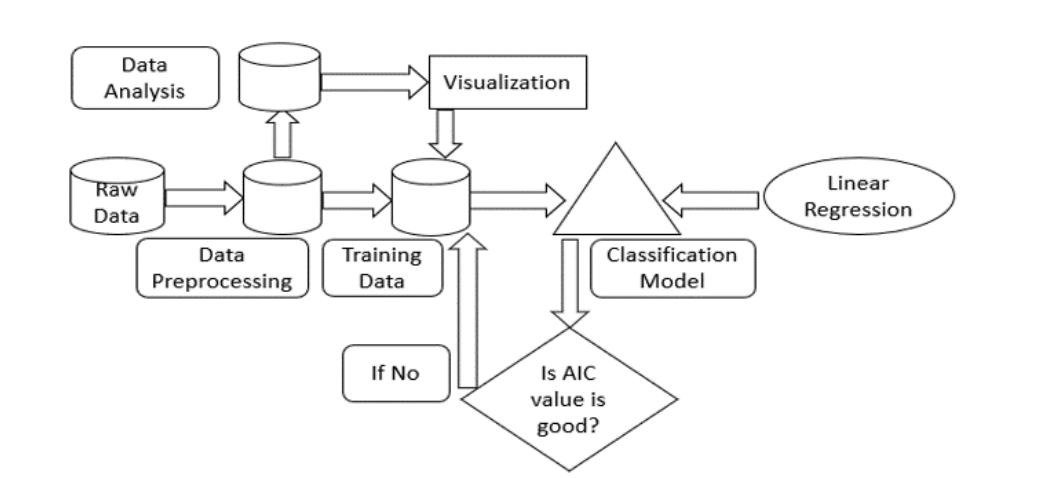 Data
Analysis
Visualization
Raw
Data
Linear
Regression
Data
Preprocessing
Training
Data
Classification
Model
If No
Is AIC
value is
good?